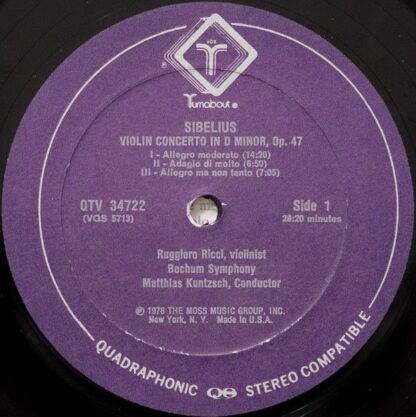 VOX
Turnabout
SIBELIUS
VIOLIN CONCERTO IN D MINOR, Op. 47
I - Allegro moderato (14:20)
II - Adagio di molto (6:50)
III - Allegro ma non tanto (7:05)
QTV 34722
(VQS 5713)
Side 1
28:20 minutes
Ruggiero Ricci, violinist
Bochum Symphony
Matthias Kuntzsch, Conductor
℗ © 1978 THE MOSS MUSIC GROUP, INC.
New York, N. Y. Made in U.S.A.
QUADRAPHONIC QS STEREO COMPATIBLE